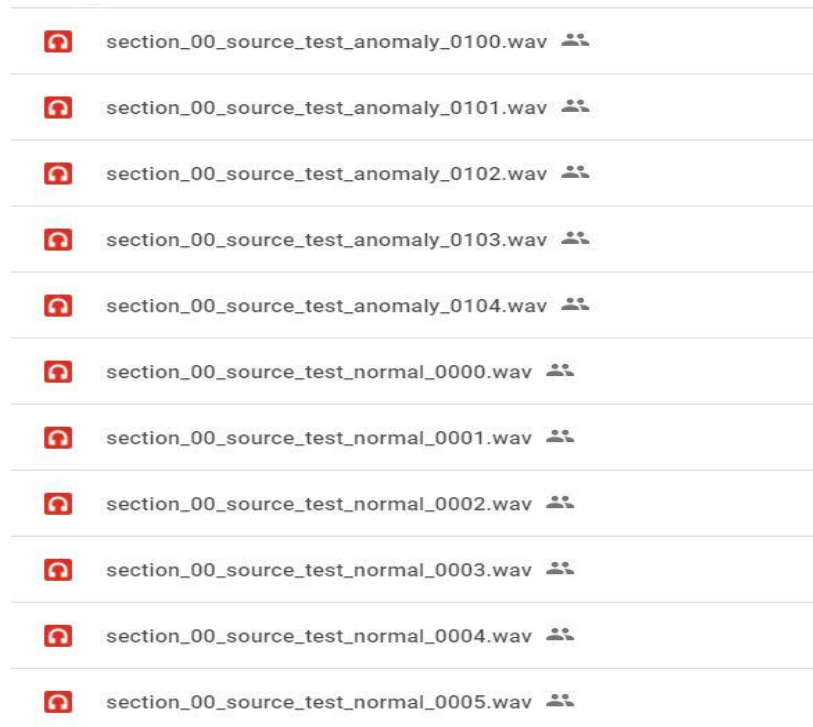 section_00_source_test_anomaly_0100.wav
section_00_source_test_anomaly_0101.wav
section_00_source_test_anomaly_0102.wav
section_00_source_test_anomaly_0103.wav
section_00_source_test_anomaly_0104.wav
section_00_source_test_normal_0000.wav
section_00_source_test_normal_0001.wav
section_00_source_test_normal_0002.wav
section_00_source_test_normal_0003.wav
section_00_source_test_normal_0004.wav
section_00_source_test_normal_0005.wav